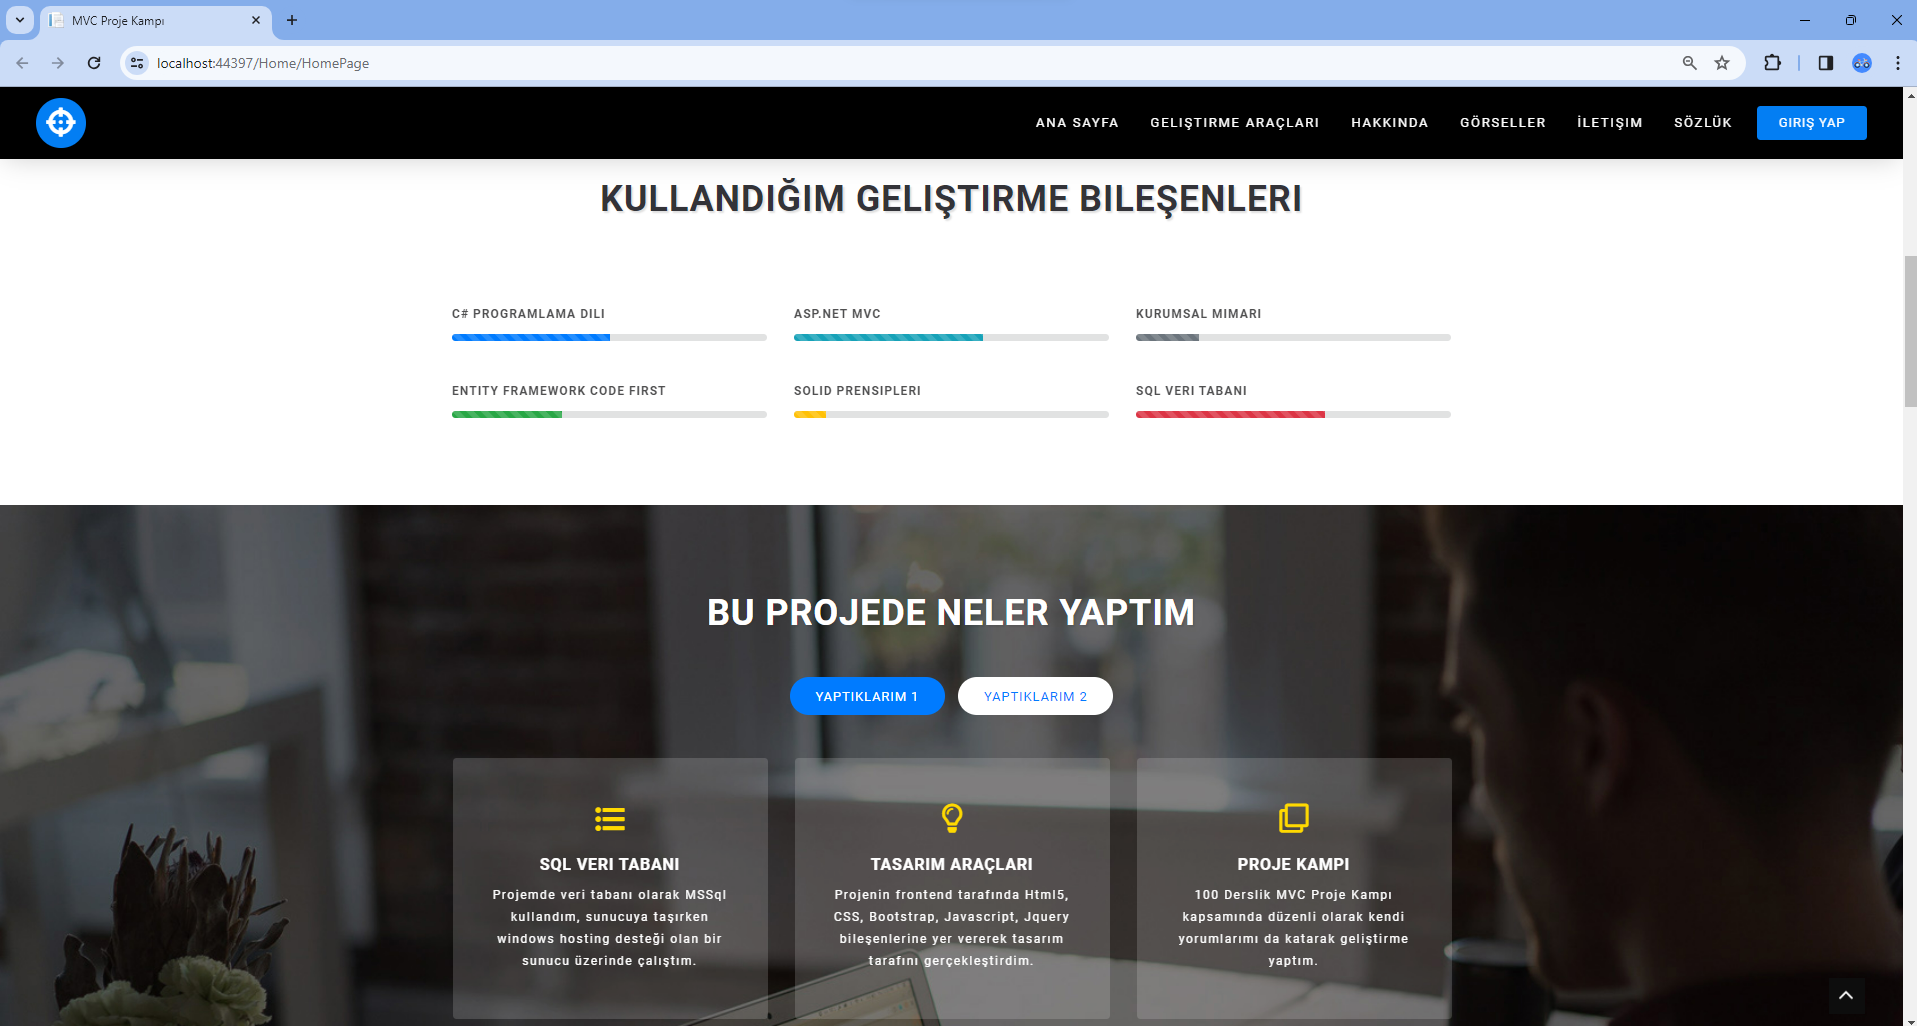 MVC Proje Kampı
localhost:44397/Home/HomePage
ANA SAYFA GELIŞTIRME ARAÇLARI HAKKINDA GÖRSELLER İLETIŞIM SÖZLÜK GIRIŞ YAP
KULLANDIĞIM GELIŞTIRME BILEŞENLERI
C# PROGRAMLAMA DILI
ASP.NET MVC
KURUMSAL MIMARI
ENTITY FRAMEWORK CODE FIRST
SOLID PRENSIPLERI
SQL VERI TABANI
BU PROJEDE NELER YAPTIM
YAPTIKLARIM 1
YAPTIKLARIM 2
SQL VERI TABANI
Projemde veri tabanı olarak MSSql
kullandım, sunucuya taşırken
windows hosting desteği olan bir
sunucu üzerinde çalıştım.
TASARIM ARAÇLARI
Projenin frontend tarafında Html5,
CSS, Bootstrap, Javascript, Jquery
bileşenlerine yer vererek tasarım
tarafını gerçekleştirdim.
PROJE KAMPI
100 Derslik MVC Proje Kampı
kapsamında düzenli olarak kendi
yorumlarımı da katarak geliştirme
yaptım.